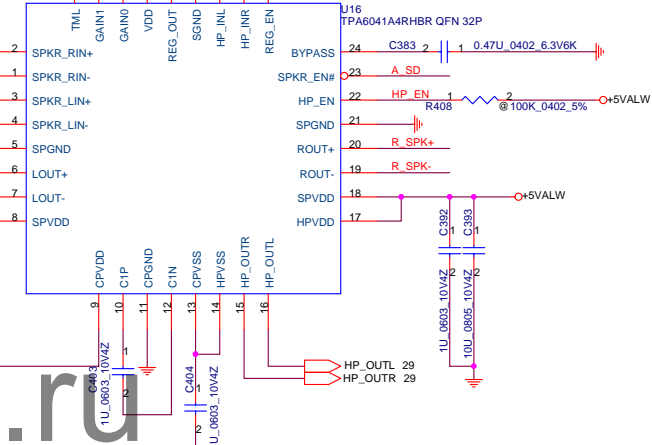 U16
TPA6041A4RHBR QFN 32P
TML
GAIN1
GAIN0
VDD
REG_OUT
SGND
HP_INL
HP_INR
REG_EN
2 SPKR_RIN+
1 SPKR_RIN-
3 SPKR_LIN+
4 SPKR_LIN-
5 SPGND
6 LOUT+
7 LOUT-
8 SPVDD
BYPASS 24 C383 2 1 0.47U_0402_6.3V6K
SPKR_EN# 23 A_SD
HP_EN 22 HP_EN R408 1 2 @100K_0402_5% +5VALW
SPGND 21
ROUT+ 20 R_SPK+
ROUT- 19 R_SPK-
SPVDD 18 +5VALW
HPVDD 17
C392 1 2 1U_0603_10V4Z
C393 1 2 10U_0805_10V4Z
CPVDD 9
C1P 10
CPGND 11
C1N 12
CPVSS 13
HPVSS 14
HP_OUTR 15
HP_OUTL 16
HP_OUTL 29
HP_OUTR 29
C403 1 2 1U_0603_10V4Z
C404 1 2 U_0603_10V4Z
.ru